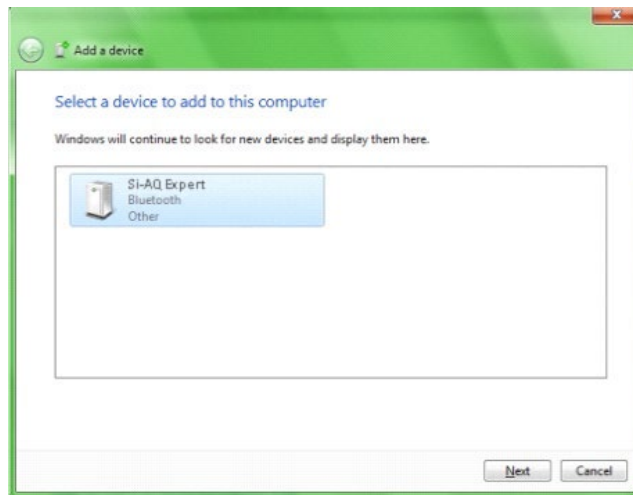 Add a device
Select a device to add to this computer
Windows will continue to look for new devices and display them here.
Si-AQ Expert
Bluetooth
Other
Next
Cancel